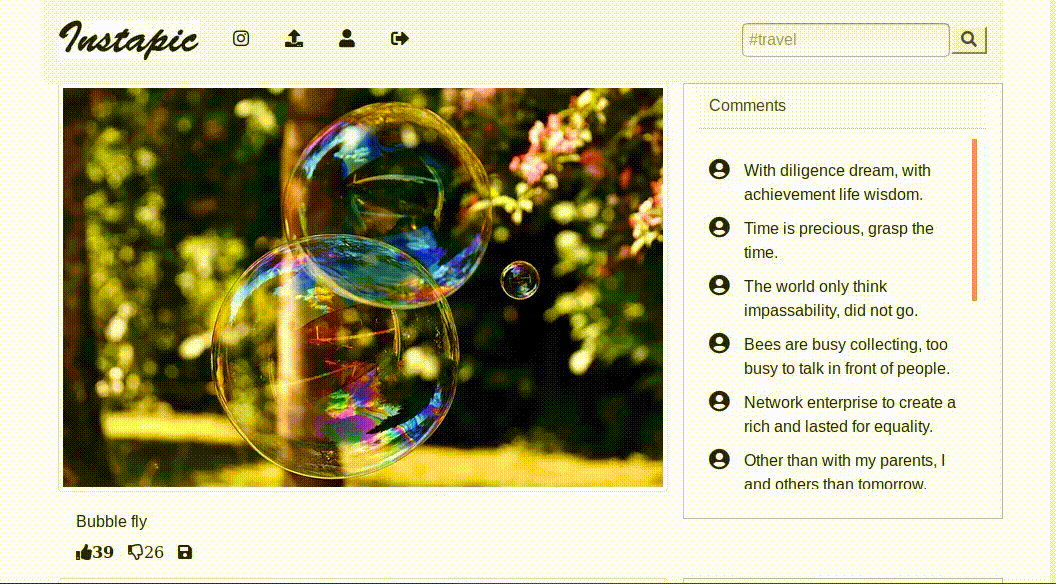 Instapic
#travel
Comments
With diligence dream, with
achievement life wisdom.
Time is precious, grasp the
time.
The world only think
impassability, did not go.
Bees are busy collecting, too
busy to talk in front of people.
Network enterprise to create a
rich and lasted for equality.
Other than with my parents, I
and others than tomorrow.
Bubble fly
39 26